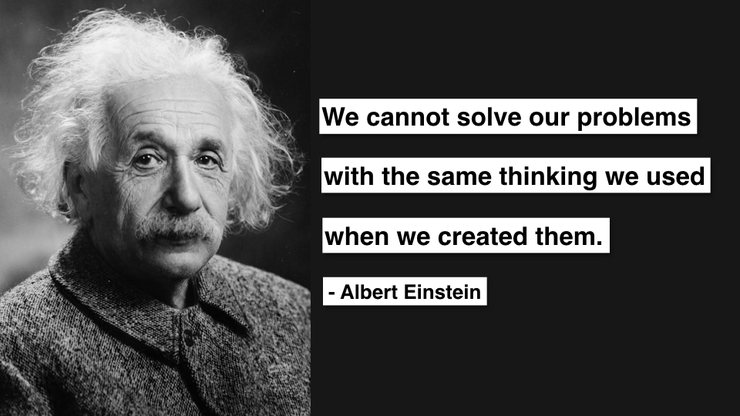 We cannot solve our problems
with the same thinking we used
when we created them.
- Albert Einstein